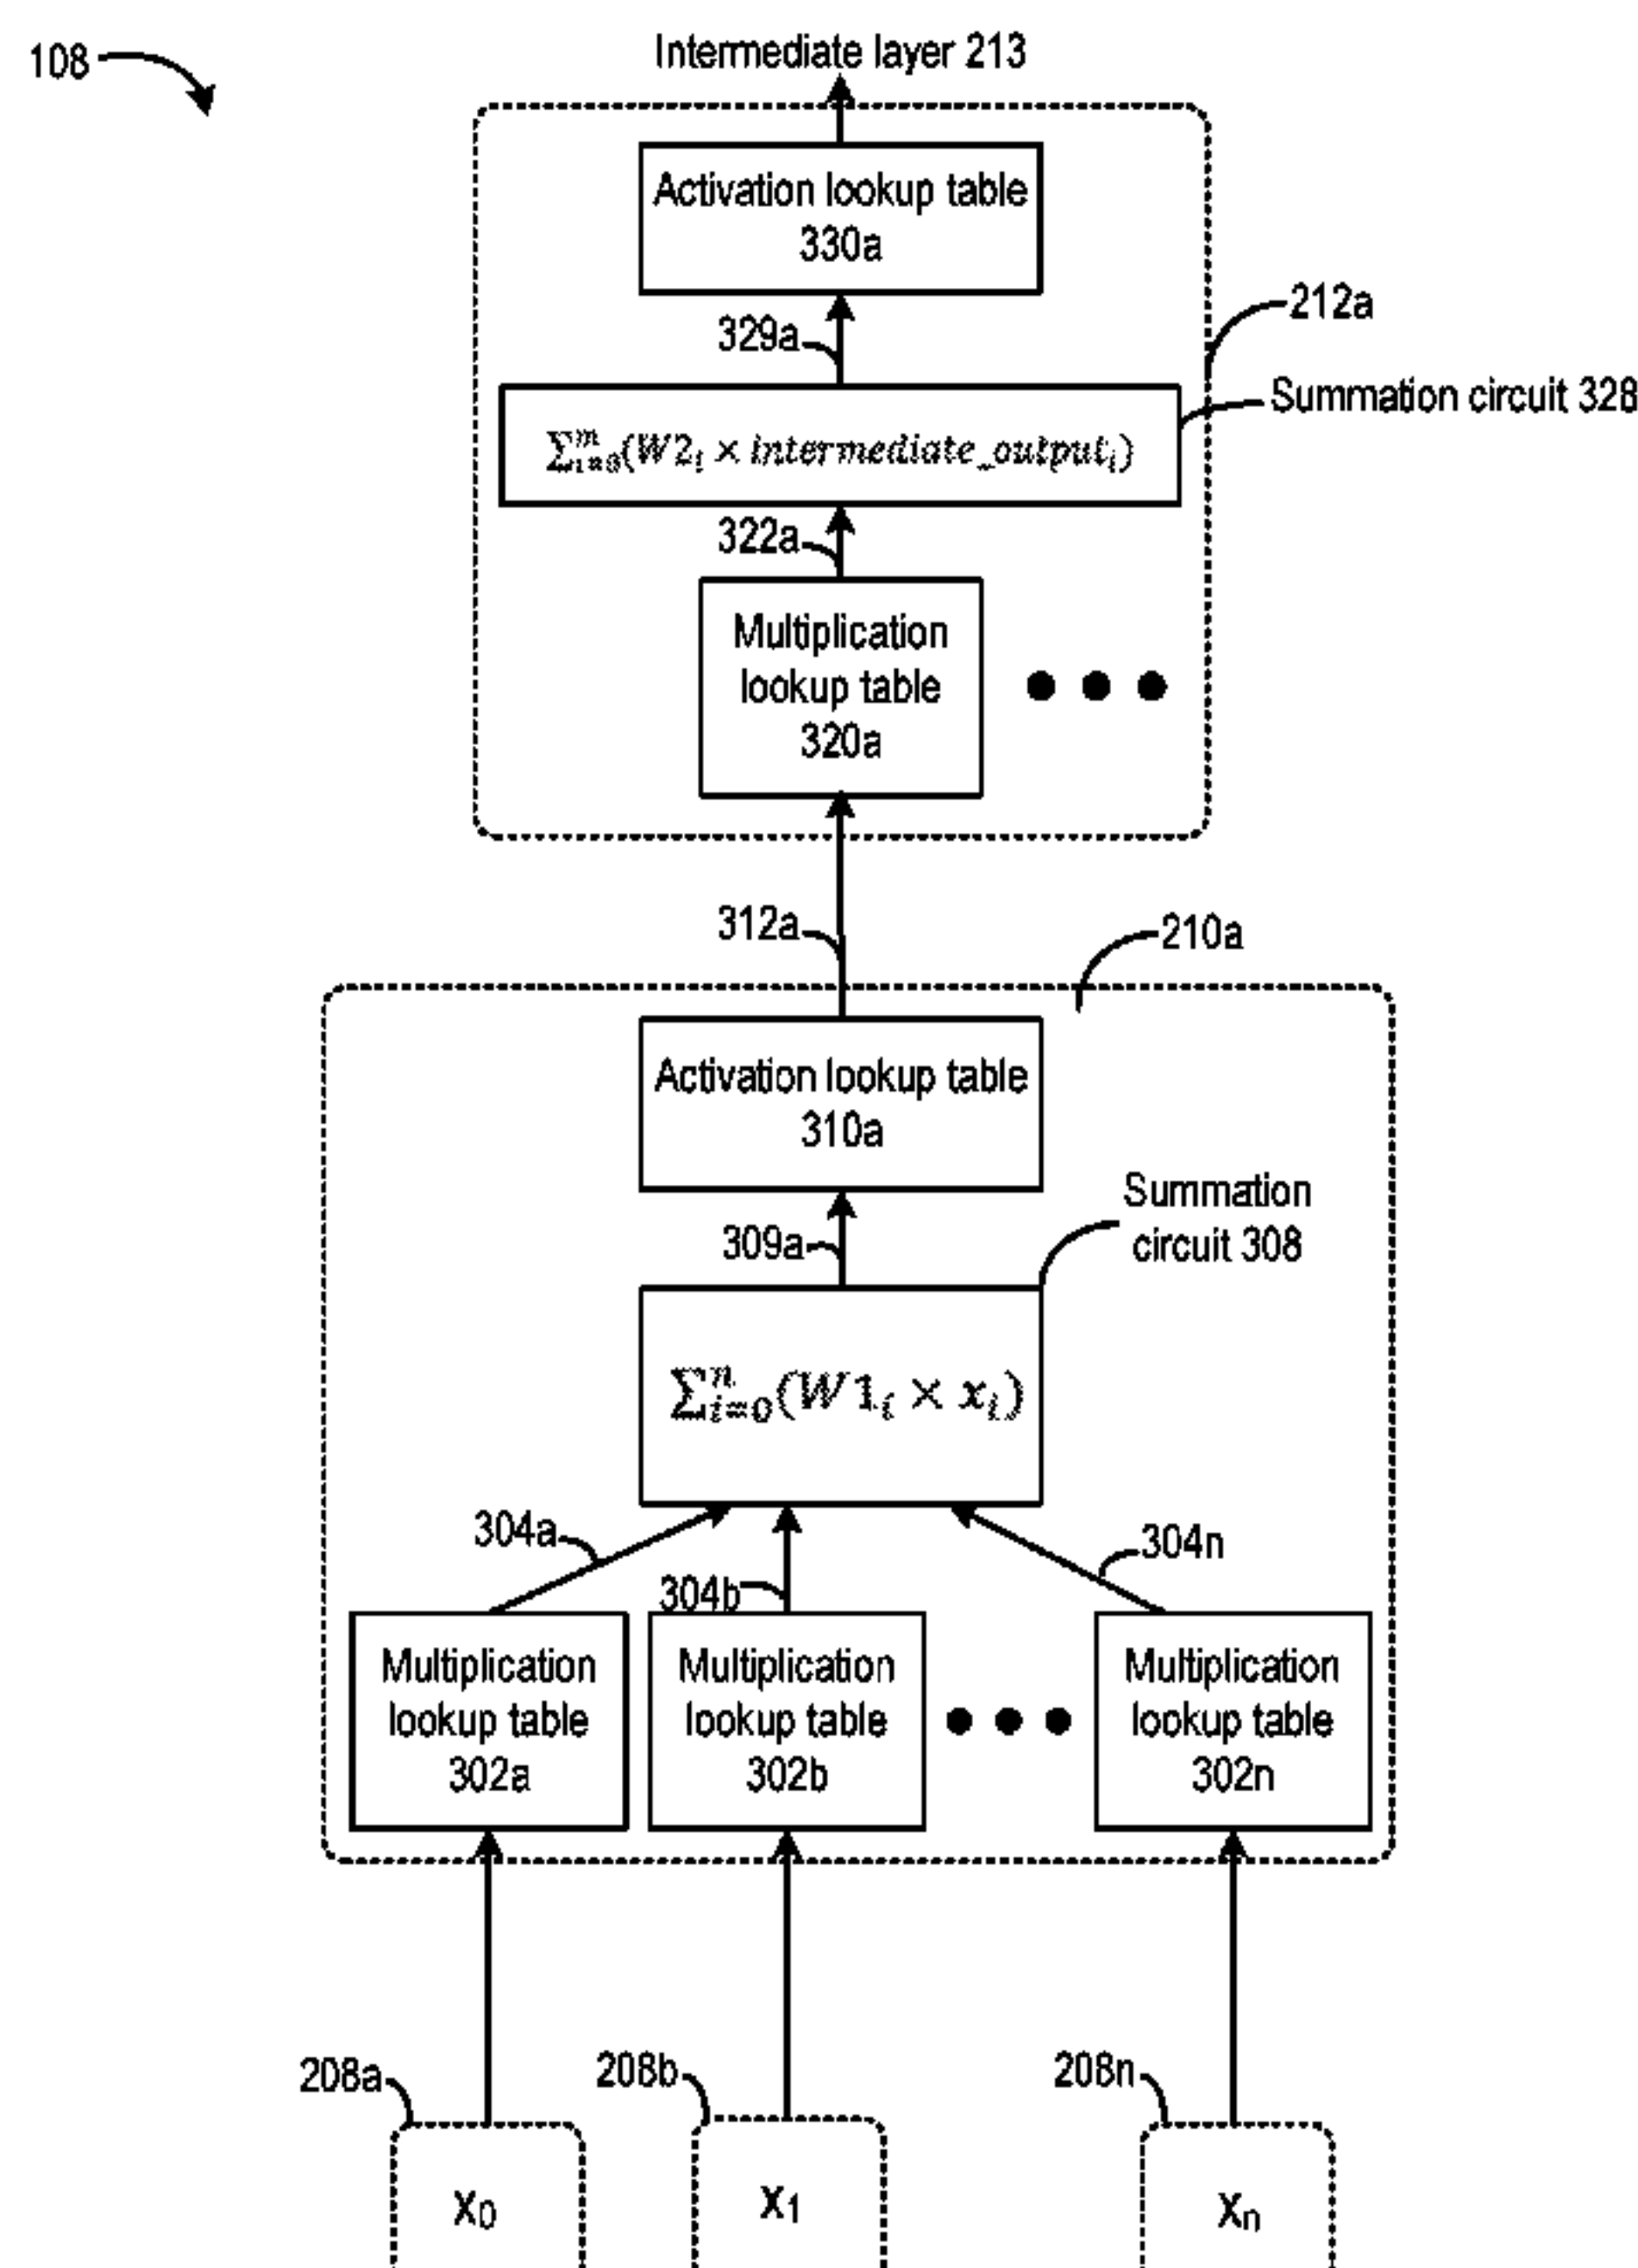 108
Intermediate layer 213
Activation lookup table
330a
329a
212a
Summation circuit 328
∑ᵐᵢ₌₀(W2ᵢ × intermediate_outputᵢ)
322a
Multiplication
lookup table
320a
312a
210a
Activation lookup table
310a
309a
Summation
circuit 308
∑ⁿᵢ₌₀(W1ᵢ × xᵢ)
304a
304b
304n
Multiplication
lookup table
302a
Multiplication
lookup table
302b
Multiplication
lookup table
302n
208a
208b
208n
X₀
X₁
Xₙ